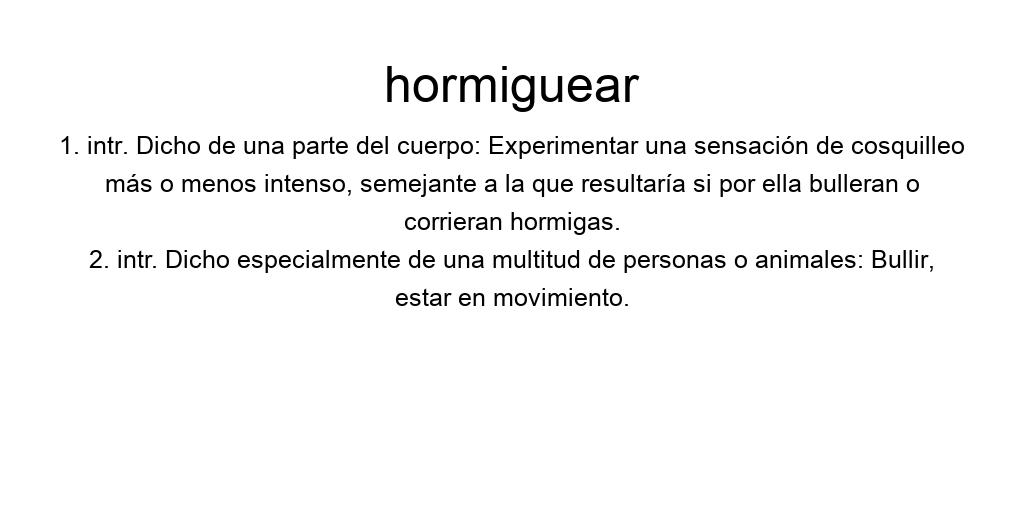 hormiguear
1. intr. Dicho de una parte del cuerpo: Experimentar una sensación de cosquilleo
más o menos intenso, semejante a la que resultaría si por ella bulleran o
corrieran hormigas.
2. intr. Dicho especialmente de una multitud de personas o animales: Bullir,
estar en movimiento.